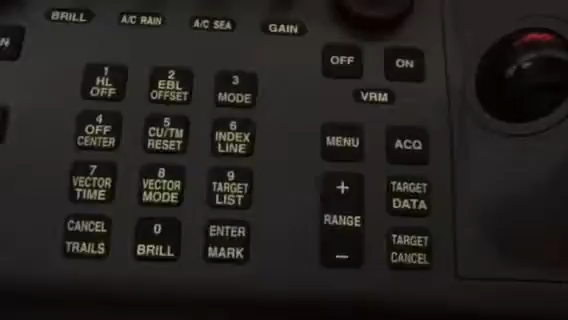 BRILL
A/C RAIN
A/C SEA
GAIN
N
OFF
ON
VRM
1
HL
OFF
2
EBL
OFFSET
3
MODE
4
OFF
CENTER
5
CU/TM
RESET
6
INDEX
LINE
MENU
ACQ
7
VECTOR
TIME
8
VECTOR
MODE
9
TARGET
LIST
+
RANGE
−
TARGET
DATA
CANCEL
TRAILS
0
BRILL
ENTER
MARK
TARGET
CANCEL